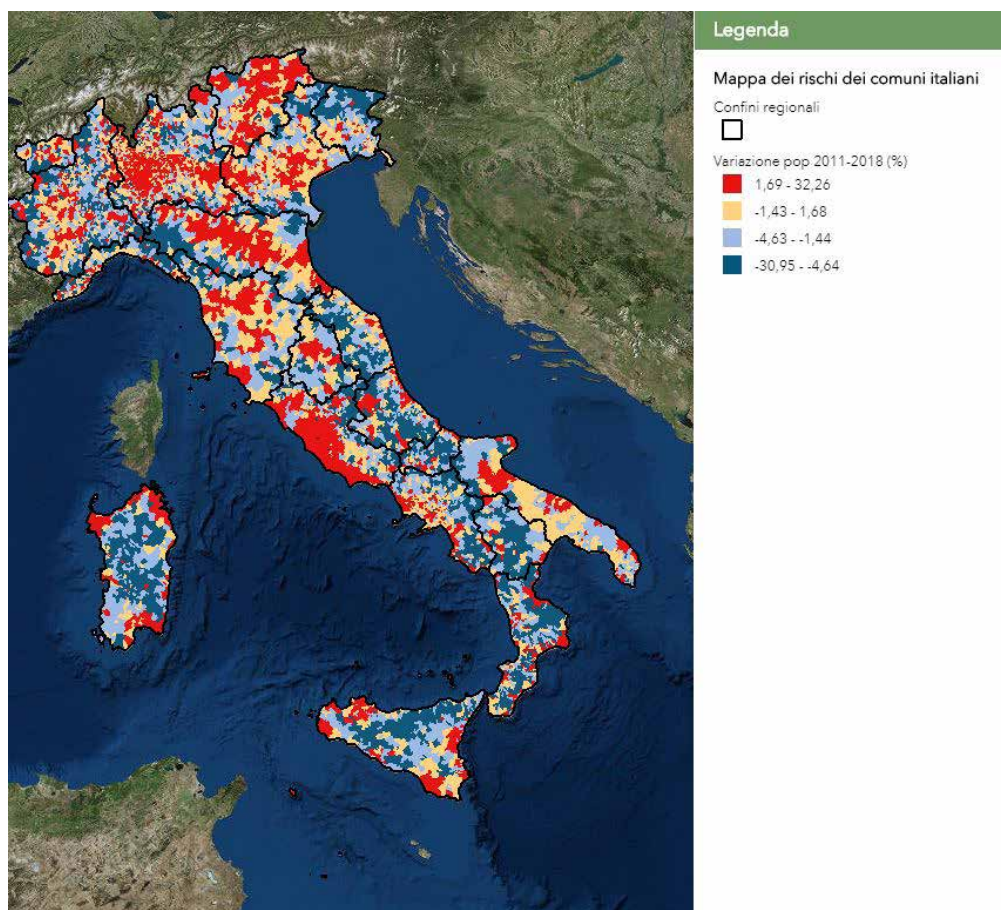 Legenda
Mappa dei rischi dei comuni italiani
Confini regionali
Variazione pop 2011-2018 (%)
1,69 - 32,26
-1,43 - 1,68
-4,63 - -1,44
-30,95 - -4,64